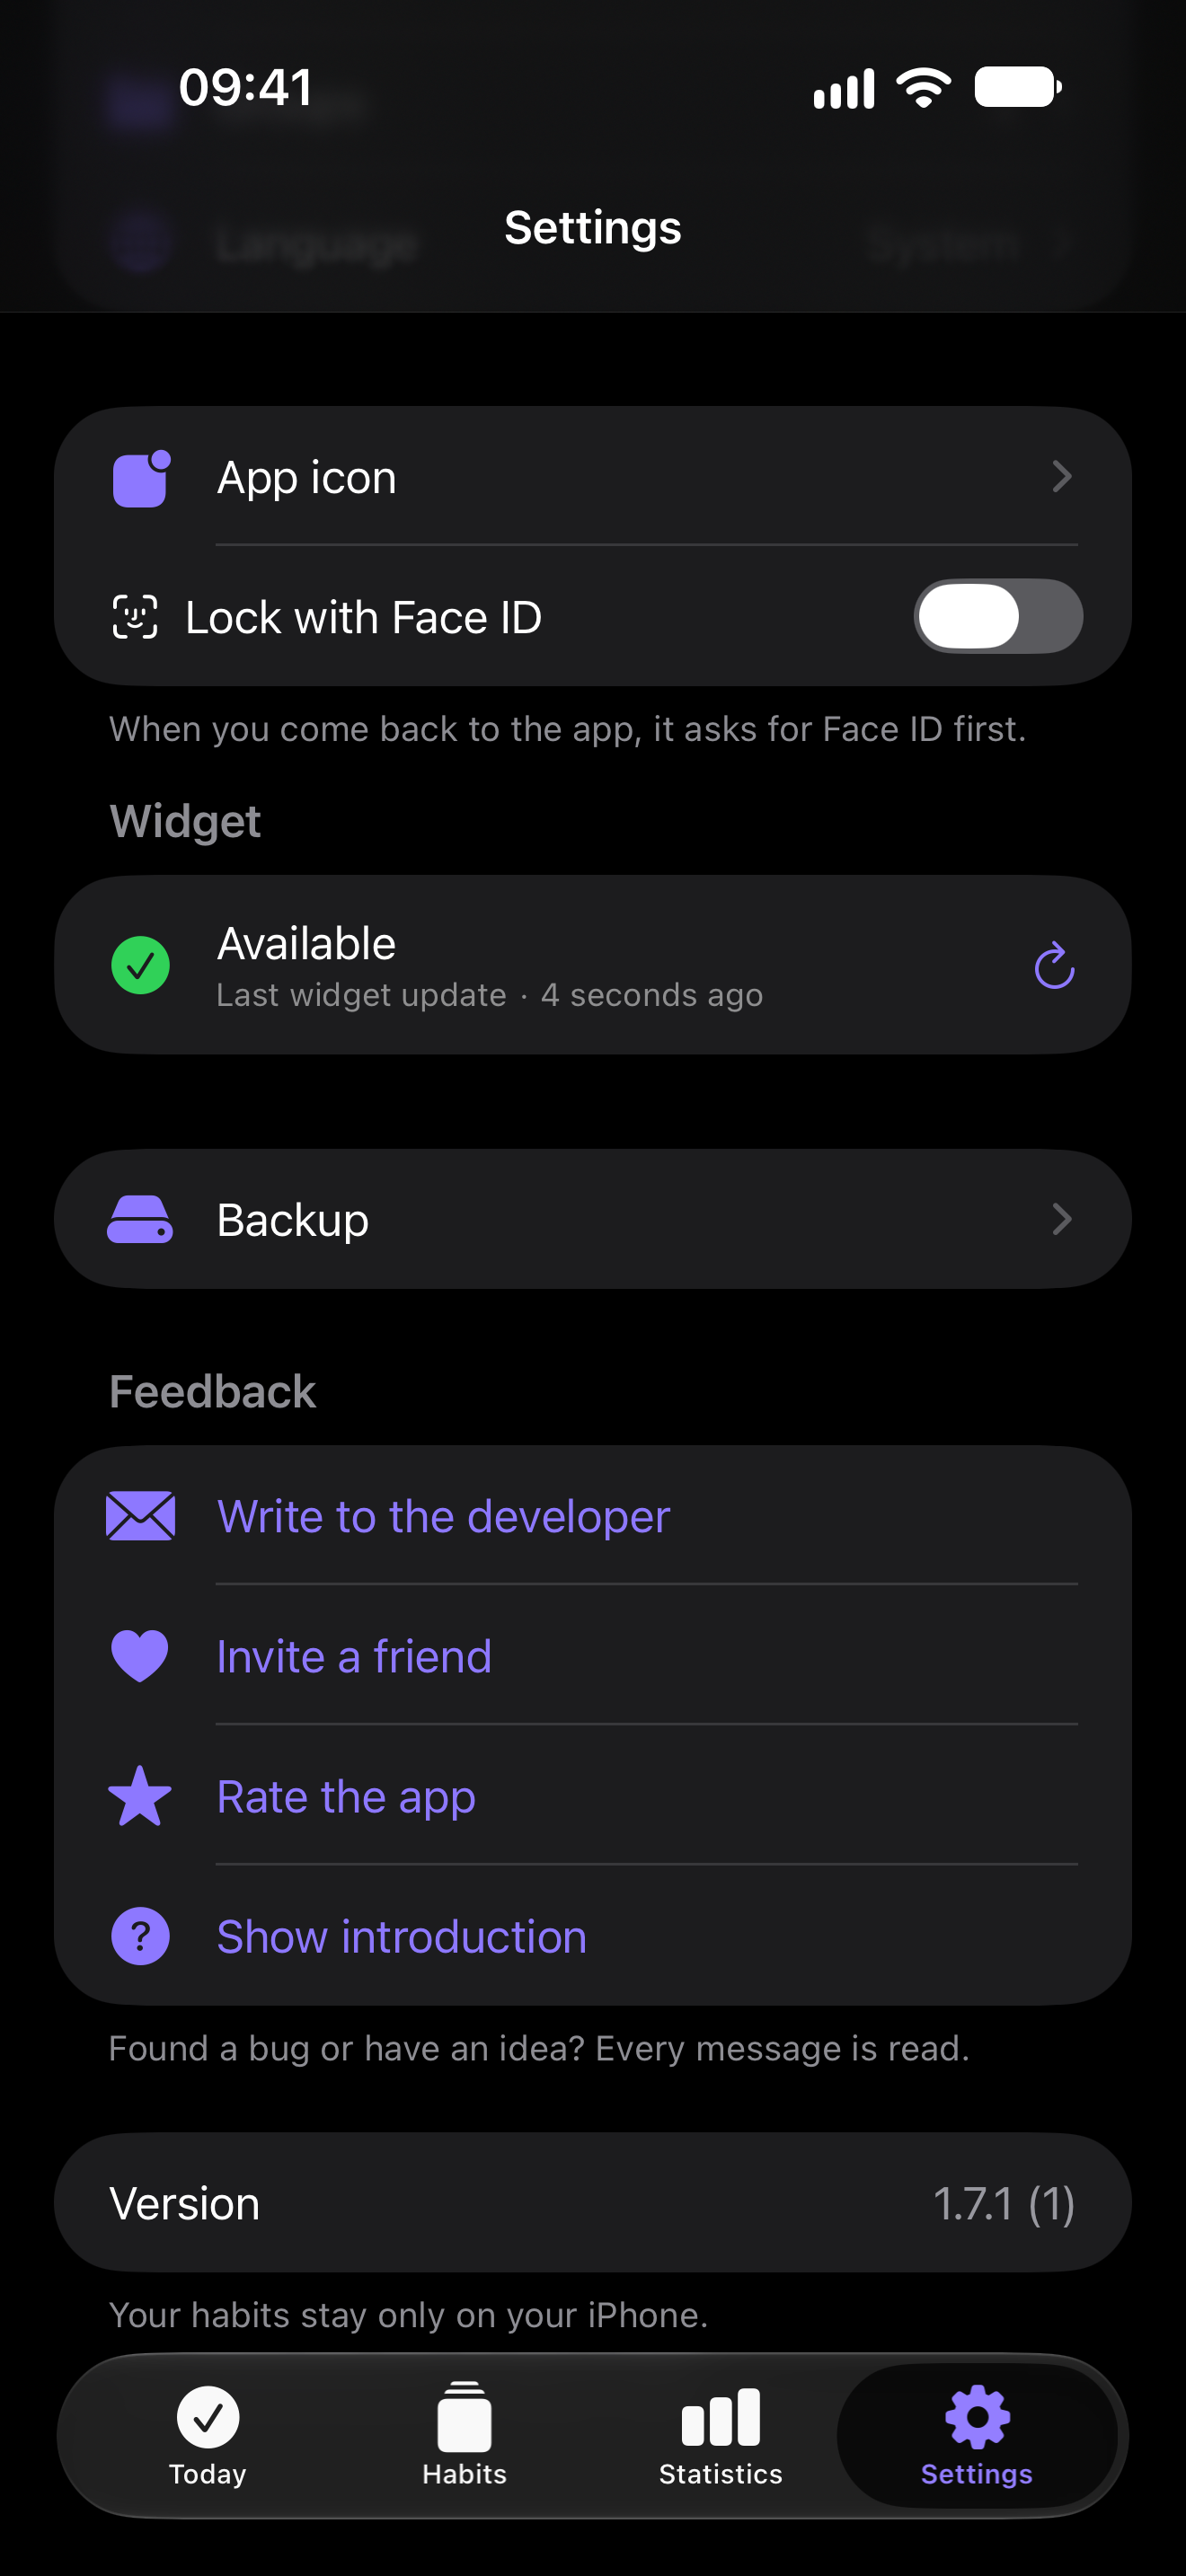 09:41
Settings
Language
System
App icon
Lock with Face ID
When you come back to the app, it asks for Face ID first.
Widget
Available
Last widget update · 4 seconds ago
Backup
Feedback
Write to the developer
Invite a friend
Rate the app
? Show introduction
Found a bug or have an idea? Every message is read.
Version 1.7.1 (1)
Your habits stay only on your iPhone.
Today Habits Statistics Settings